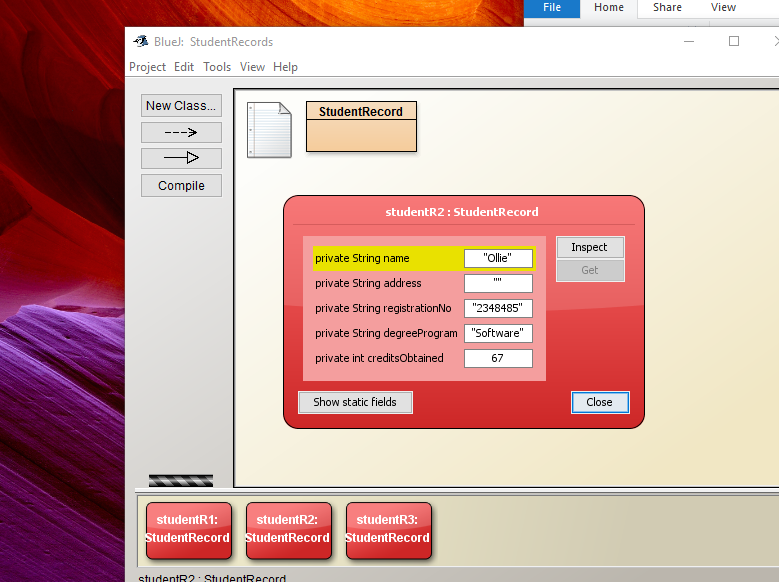 File Home Share View
BlueJ: StudentRecords
Project Edit Tools View Help
New Class...
StudentRecord
Compile
studentR2 : StudentRecord
private String name "Ollie" Inspect
private String address ""
Get
private String registrationNo "2348485"
private String degreeProgram "Software"
private int creditsObtained 67
Show static fields Close
studentR1: studentR2: studentR3:
StudentRecord StudentRecord StudentRecord
studentR2 : StudentRecord